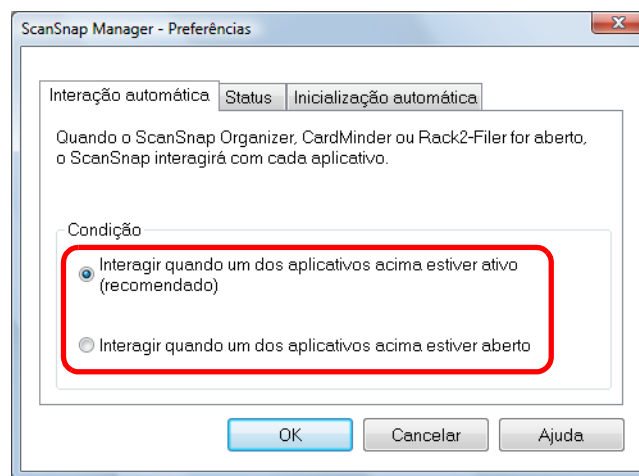 ScanSnap Manager - Preferências
Interação automática Status Inicialização automática
Quando o ScanSnap Organizer, CardMinder ou Rack2-Filer for aberto,
o ScanSnap interagirá com cada aplicativo.
Condição
Interagir quando um dos aplicativos acima estiver ativo
(recomendado)
Interagir quando um dos aplicativos acima estiver aberto
OK Cancelar Ajuda